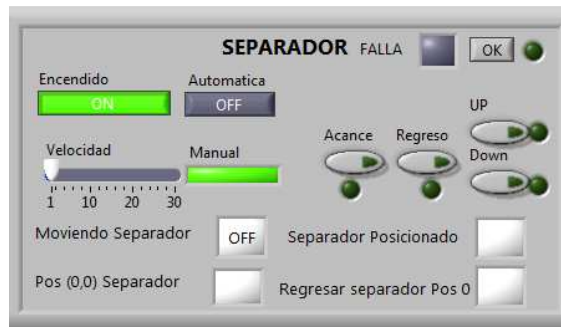 SEPARADOR FALLA OK
Encendido Automatica
ON OFF
UP
Acance Regreso
Velocidad Manual Down
1 10 20 30
Moviendo Separador OFF Separador Posicionado
Pos (0,0) Separador Regresar separador Pos 0